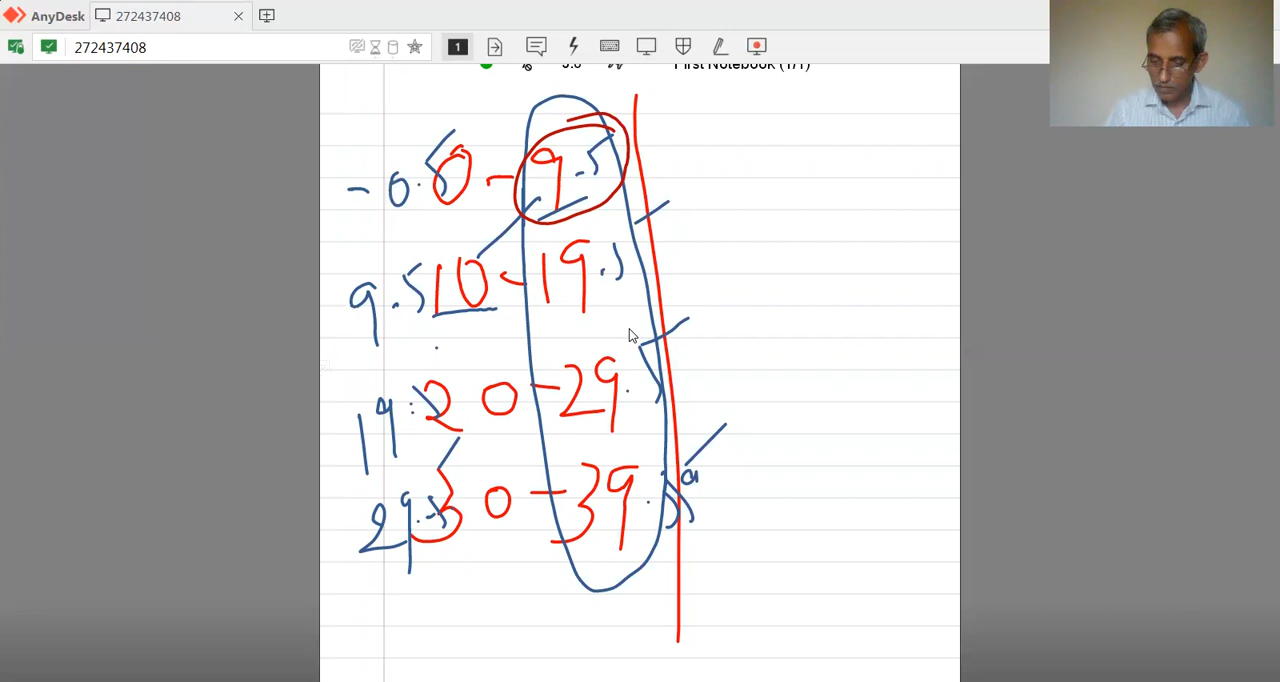 AnyDesk 272437408
272437408 1
First Notebook (1/1)
- 0.5 0 - 9.5
9.5 10 - 19.5
19.5 20 - 29.5
29.5 30 - 39.5